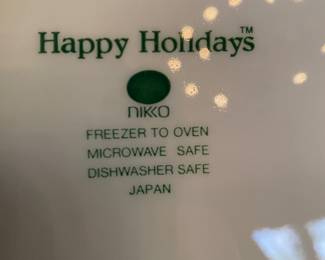 Happy Holidays™
NIKKO
FREEZER TO OVEN
MICROWAVE SAFE
DISHWASHER SAFE
JAPAN